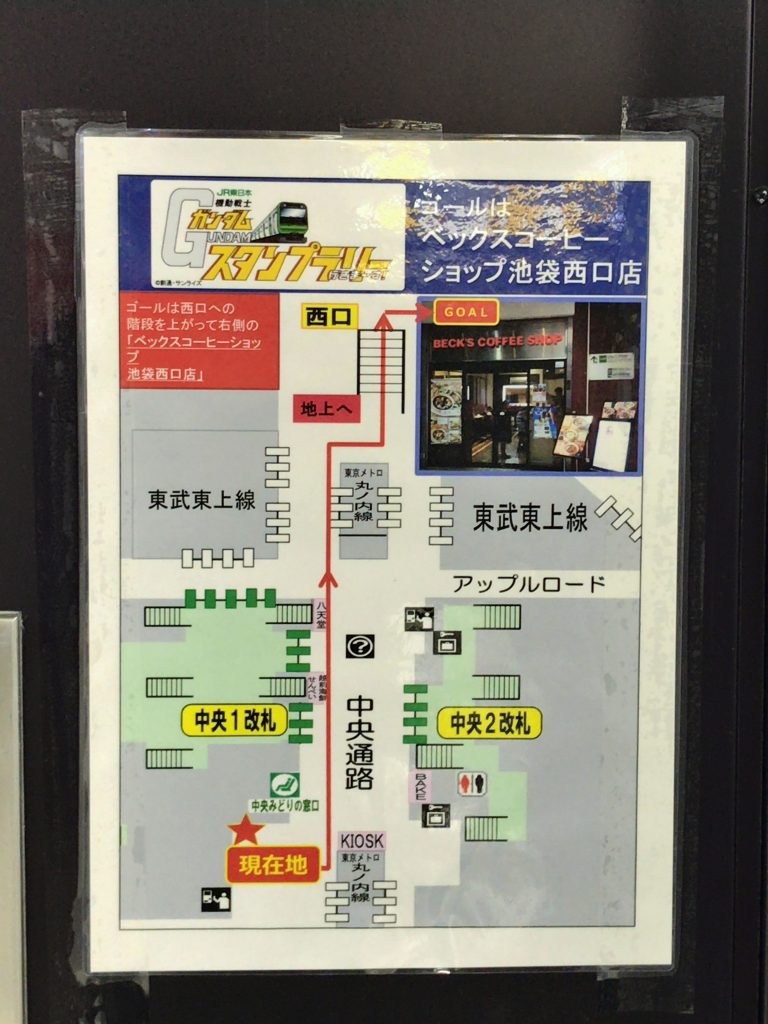 JR東日本
機動戦士
ガンダム
GUNDAM
スタンプラリー
©創通・サンライズ
ゴールは
ベックスコーヒー
ショップ池袋西口店
ゴールは西口への
階段を上がって右側の
「ベックスコーヒーショッ
プ
池袋西口店」
西口
GOAL
BECK'S COFFEE SHOP
地上へ
東京メトロ
丸ノ内線
東武東上線
東武東上線
アップルロード
八天堂
?
越前海鮮
せんべい
中央1改札
中央通路
中央2改札
BAKE
中央みどりの窓口
現在地
KIOSK
東京メトロ
丸ノ内線